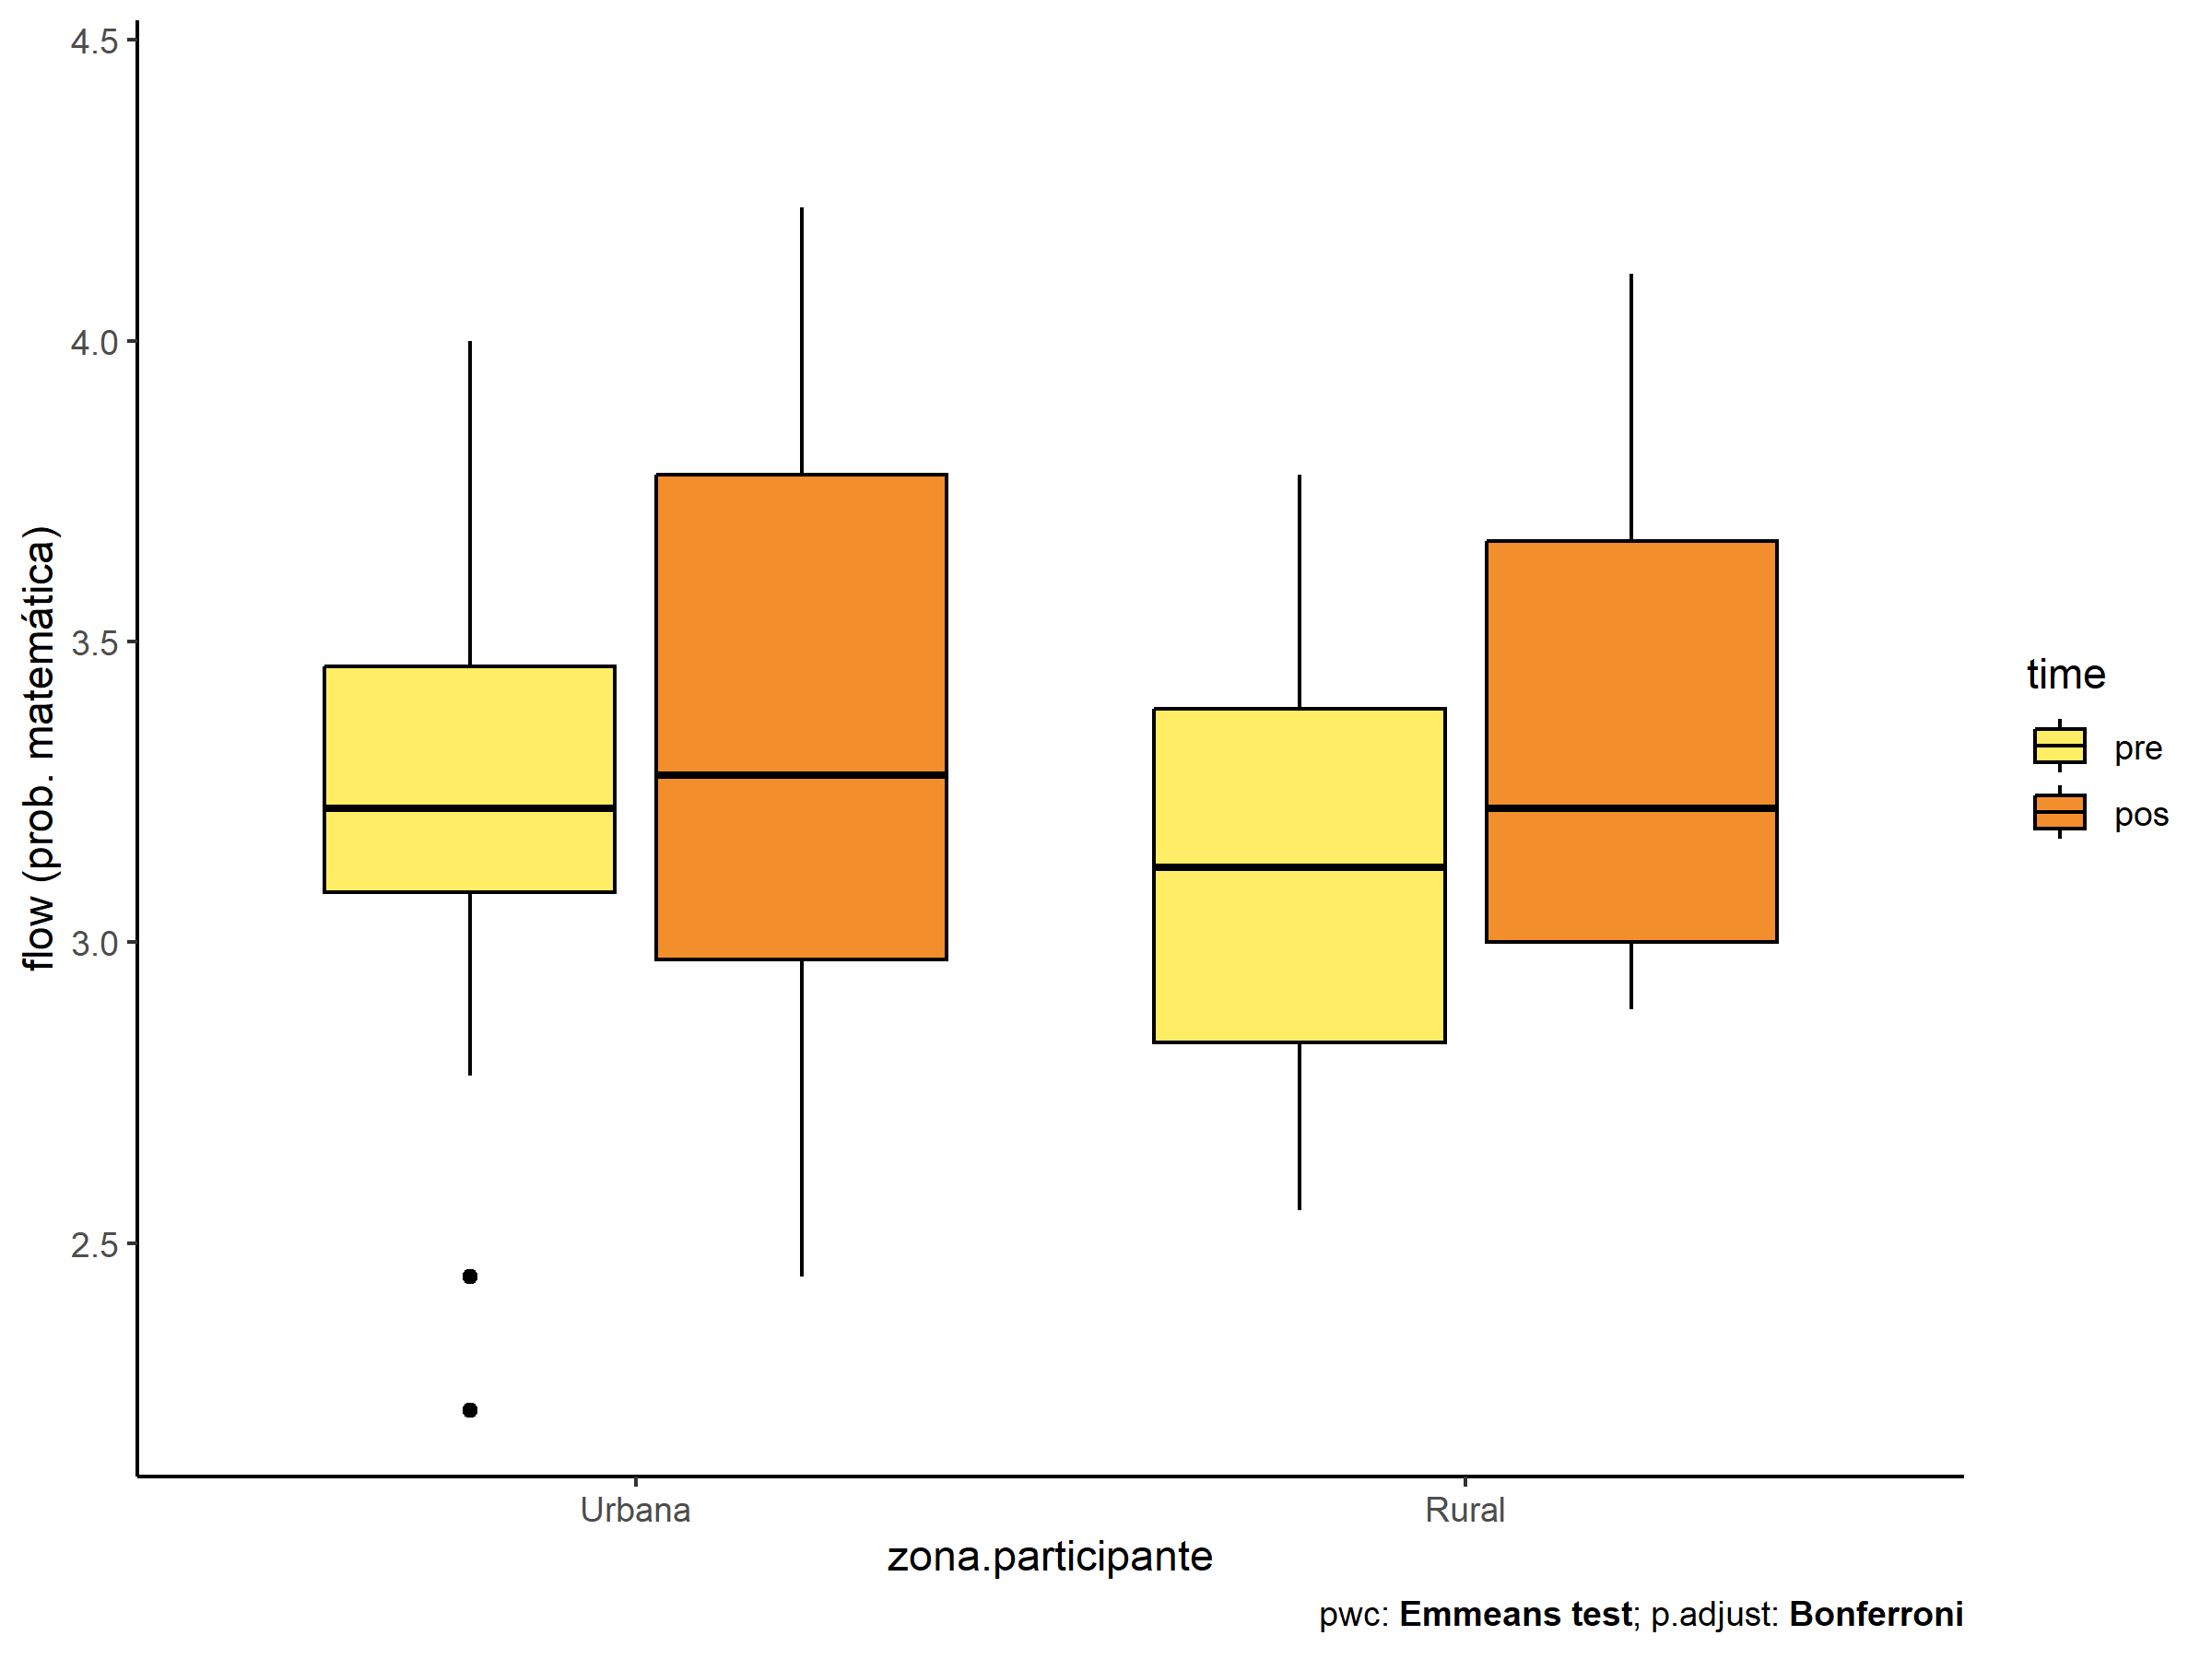 4.5
4.0
3.5
3.0
2.5
flow (prob. matemática)
Urbana
Rural
zona.participante
time
pre
pos
pwc: Emmeans test; p.adjust: Bonferroni